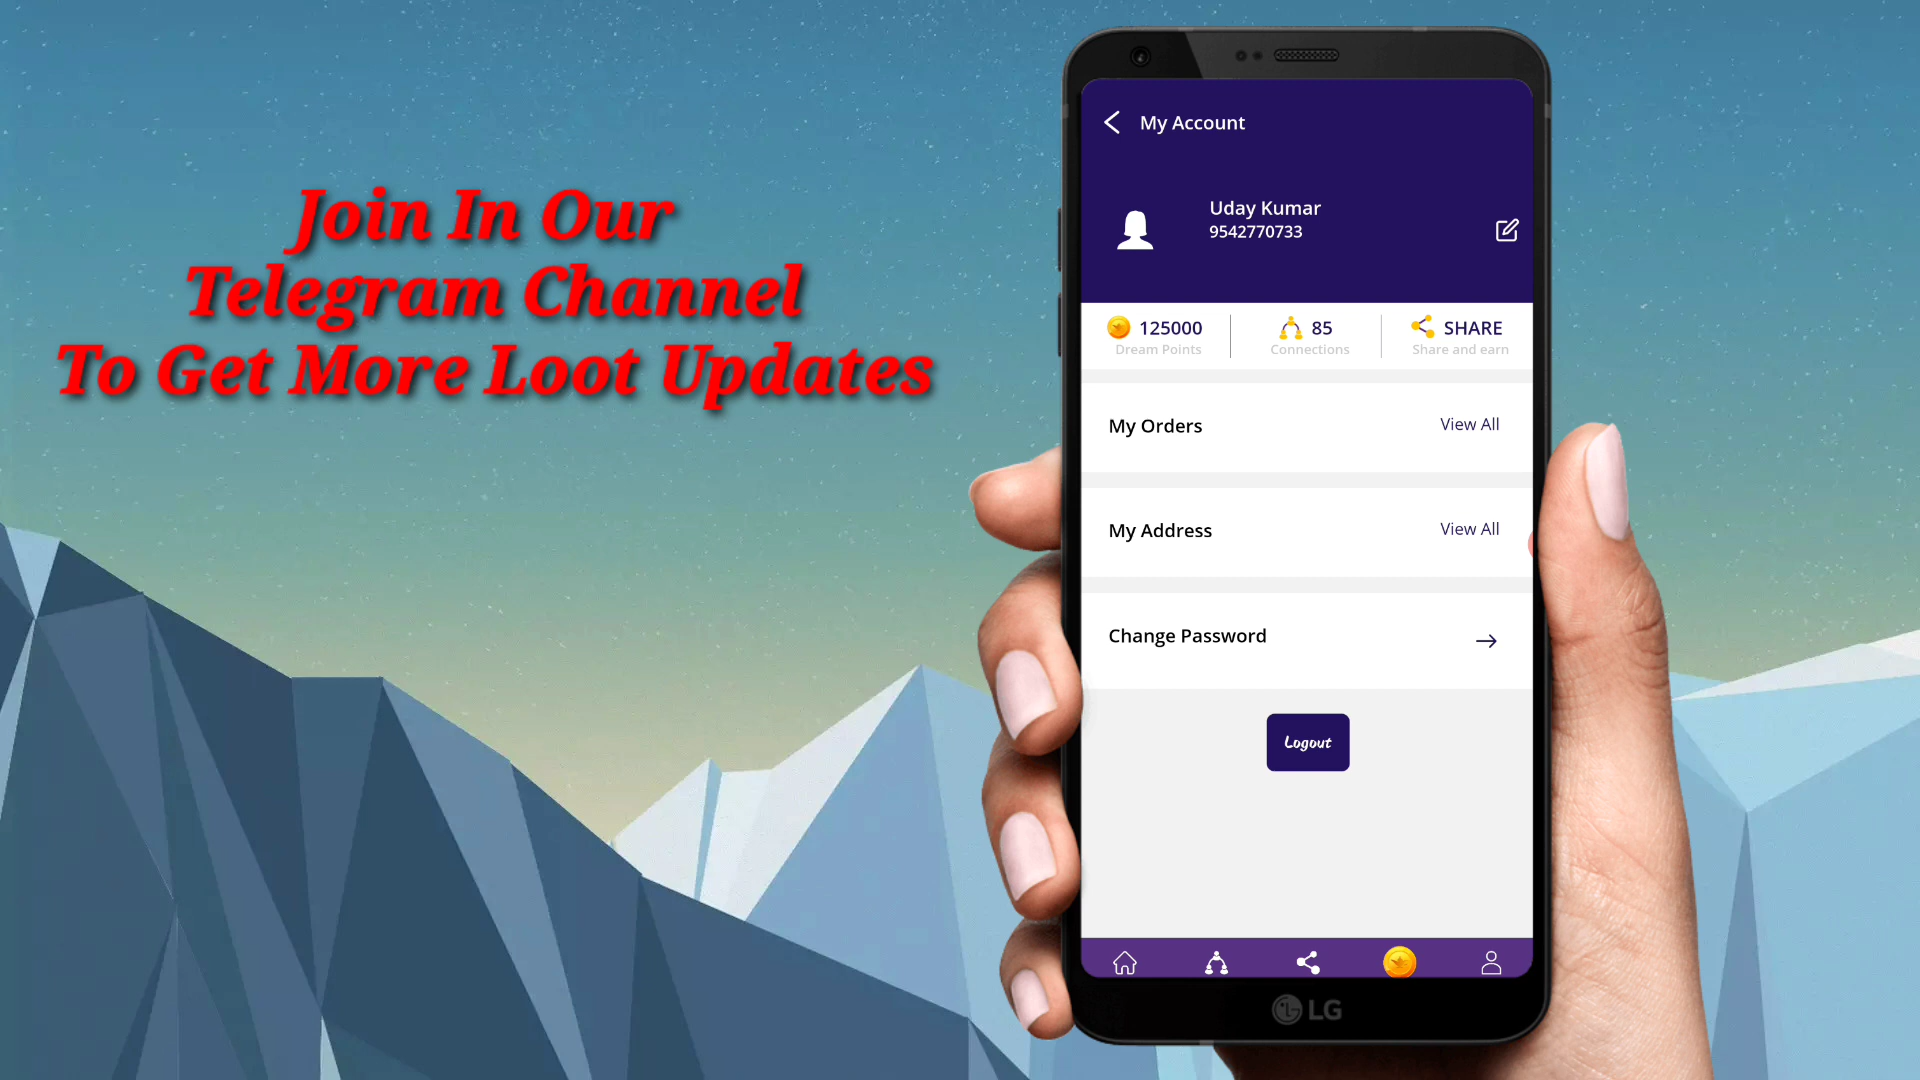 Join In Our
Telegram Channel
To Get More Loot Updates
My Account
Uday Kumar
9542770733
125000
Dream Points
85
Connections
SHARE
Share and earn
My Orders
View All
My Address
View All
Change Password
Logout
LG